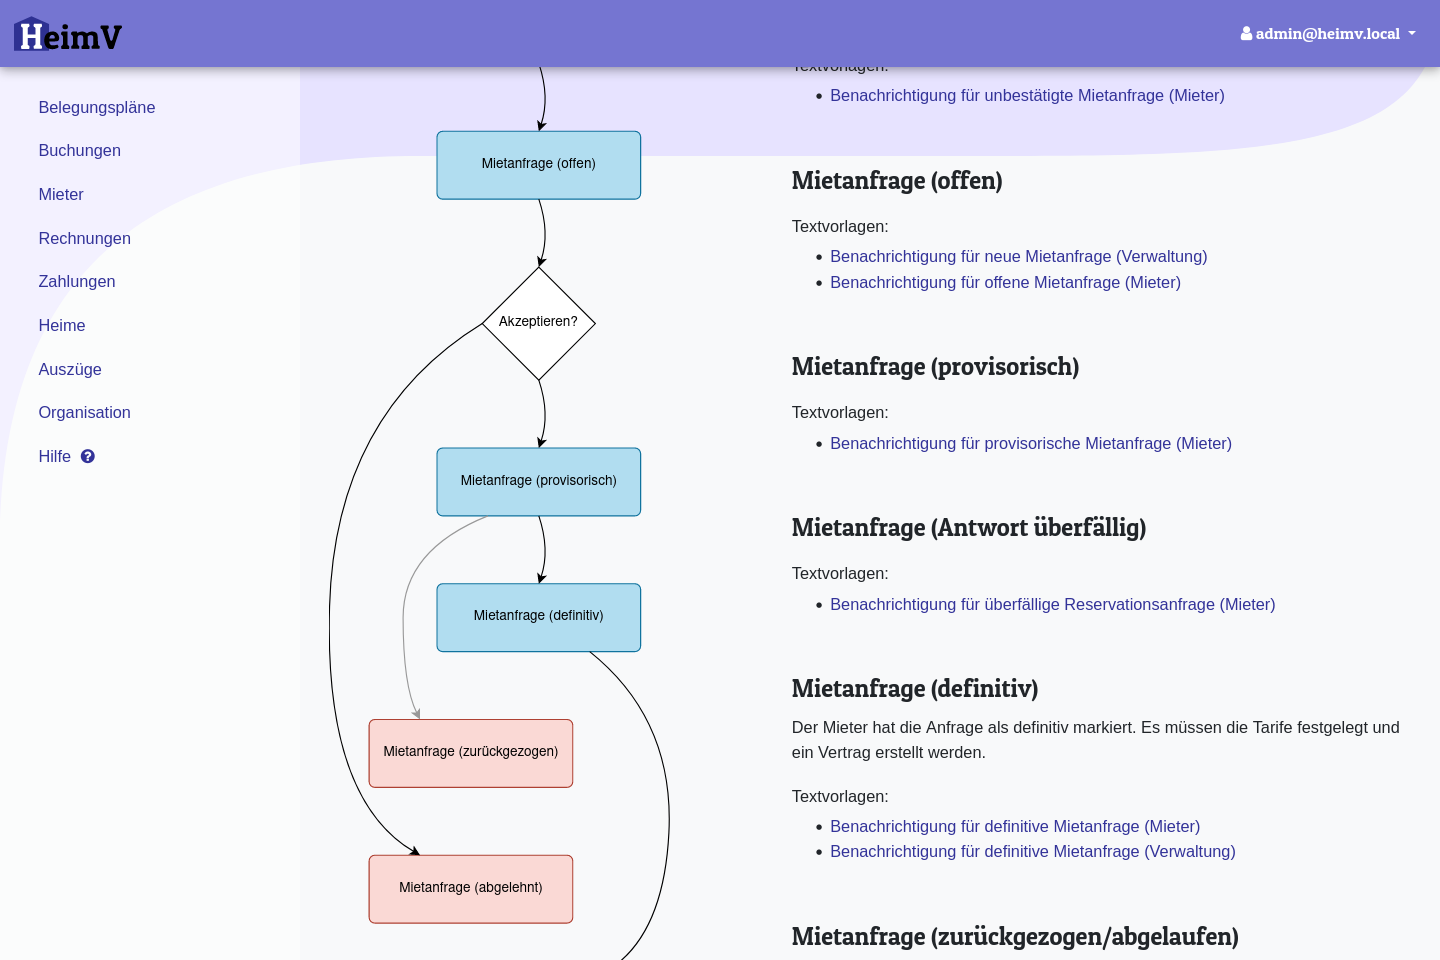 HeimV
admin@heimv.local
Belegungspläne
Buchungen
Mieter
Rechnungen
Zahlungen
Heime
Auszüge
Organisation
Hilfe
Mietanfrage (offen)
Akzeptieren?
Mietanfrage (provisorisch)
Mietanfrage (definitiv)
Mietanfrage (zurückgezogen)
Mietanfrage (abgelehnt)
Textvorlagen:
Benachrichtigung für unbestätigte Mietanfrage (Mieter)
Mietanfrage (offen)
Textvorlagen:
Benachrichtigung für neue Mietanfrage (Verwaltung)
Benachrichtigung für offene Mietanfrage (Mieter)
Mietanfrage (provisorisch)
Textvorlagen:
Benachrichtigung für provisorische Mietanfrage (Mieter)
Mietanfrage (Antwort überfällig)
Textvorlagen:
Benachrichtigung für überfällige Reservationsanfrage (Mieter)
Mietanfrage (definitiv)
Der Mieter hat die Anfrage als definitiv markiert. Es müssen die Tarife festgelegt und
ein Vertrag erstellt werden.
Textvorlagen:
Benachrichtigung für definitive Mietanfrage (Mieter)
Benachrichtigung für definitive Mietanfrage (Verwaltung)
Mietanfrage (zurückgezogen/abgelaufen)